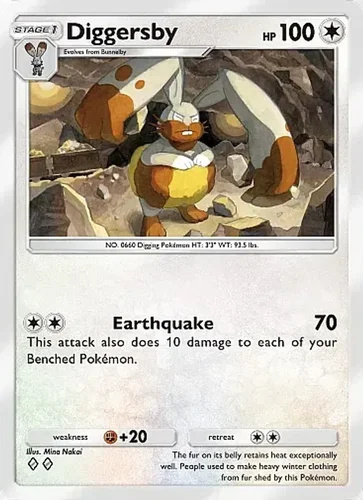 STAGE 1 Diggersby HP 100
Evolves from Bunnelby
NO. 0660 Digging Pokémon HT: 3'3" WT: 93.5 lbs.
Earthquake 70
This attack also does 10 damage to each of your
Benched Pokémon.
weakness +20 retreat
Illus. Mina Nakai
The fur on its belly retains heat exceptionally
well. People used to make heavy winter clothing
from fur shed by this Pokémon.